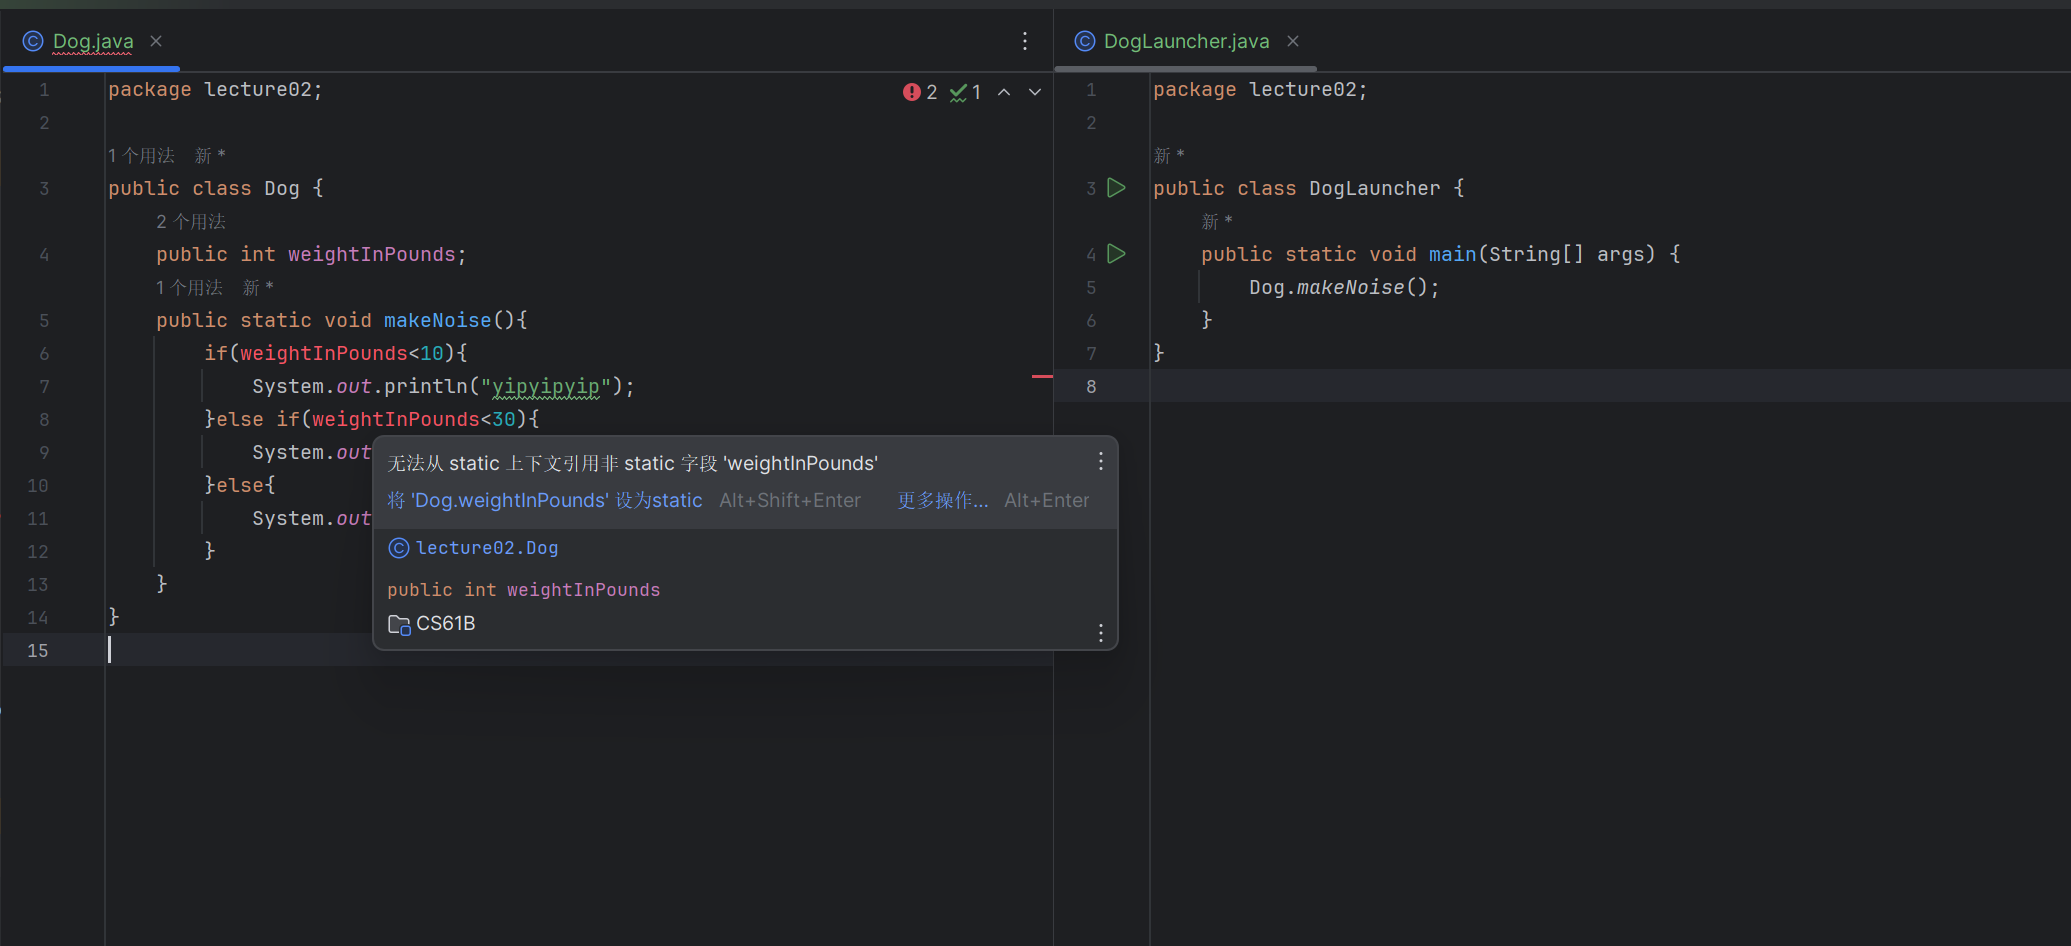 Dog.java
DogLauncher.java
1 package lecture02;
2 1
2
1 个用法 新 *
3 public class Dog {
2 个用法
4 public int weightInPounds;
1 个用法 新 *
5 public static void makeNoise(){
6 if(weightInPounds<10){
7 System.out.println("yipyipyip");
8 }else if(weightInPounds<30){
9 System.out
10 }else{
11 System.out
12 }
13 }
14 }
15
无法从 static 上下文引用非 static 字段 'weightInPounds'
将 'Dog.weightInPounds' 设为static Alt+Shift+Enter 更多操作... Alt+Enter
lecture02.Dog
public int weightInPounds
CS61B
1 package lecture02;
2
新 *
3 public class DogLauncher {
新 *
4 public static void main(String[] args) {
5 Dog.makeNoise();
6 }
7 }
8